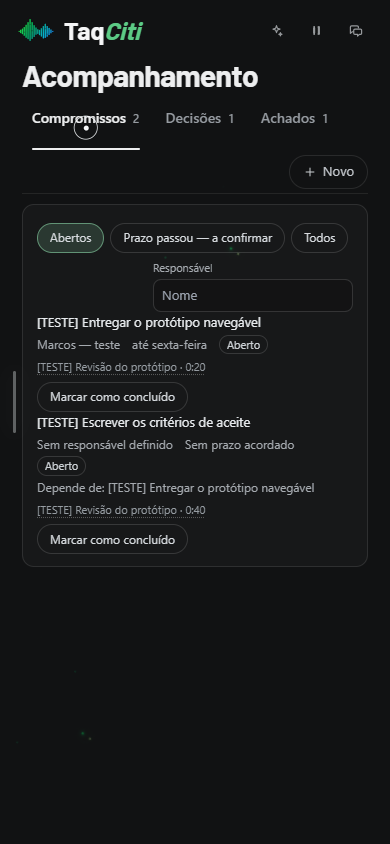 TaqCiti
Acompanhamento
Compromissos 2 Decisões 1 Achados 1
+ Novo
Abertos Prazo passou — a confirmar Todos
Responsável
Nome
[TESTE] Entregar o protótipo navegável
Marcos — teste até sexta-feira Aberto
[TESTE] Revisão do protótipo · 0:20
Marcar como concluído
[TESTE] Escrever os critérios de aceite
Sem responsável definido Sem prazo acordado
Aberto
Depende de: [TESTE] Entregar o protótipo navegável
[TESTE] Revisão do protótipo · 0:40
Marcar como concluído